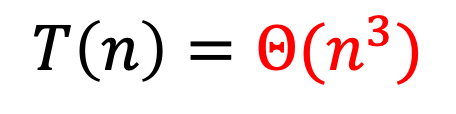 T(n) = Θ(n³)